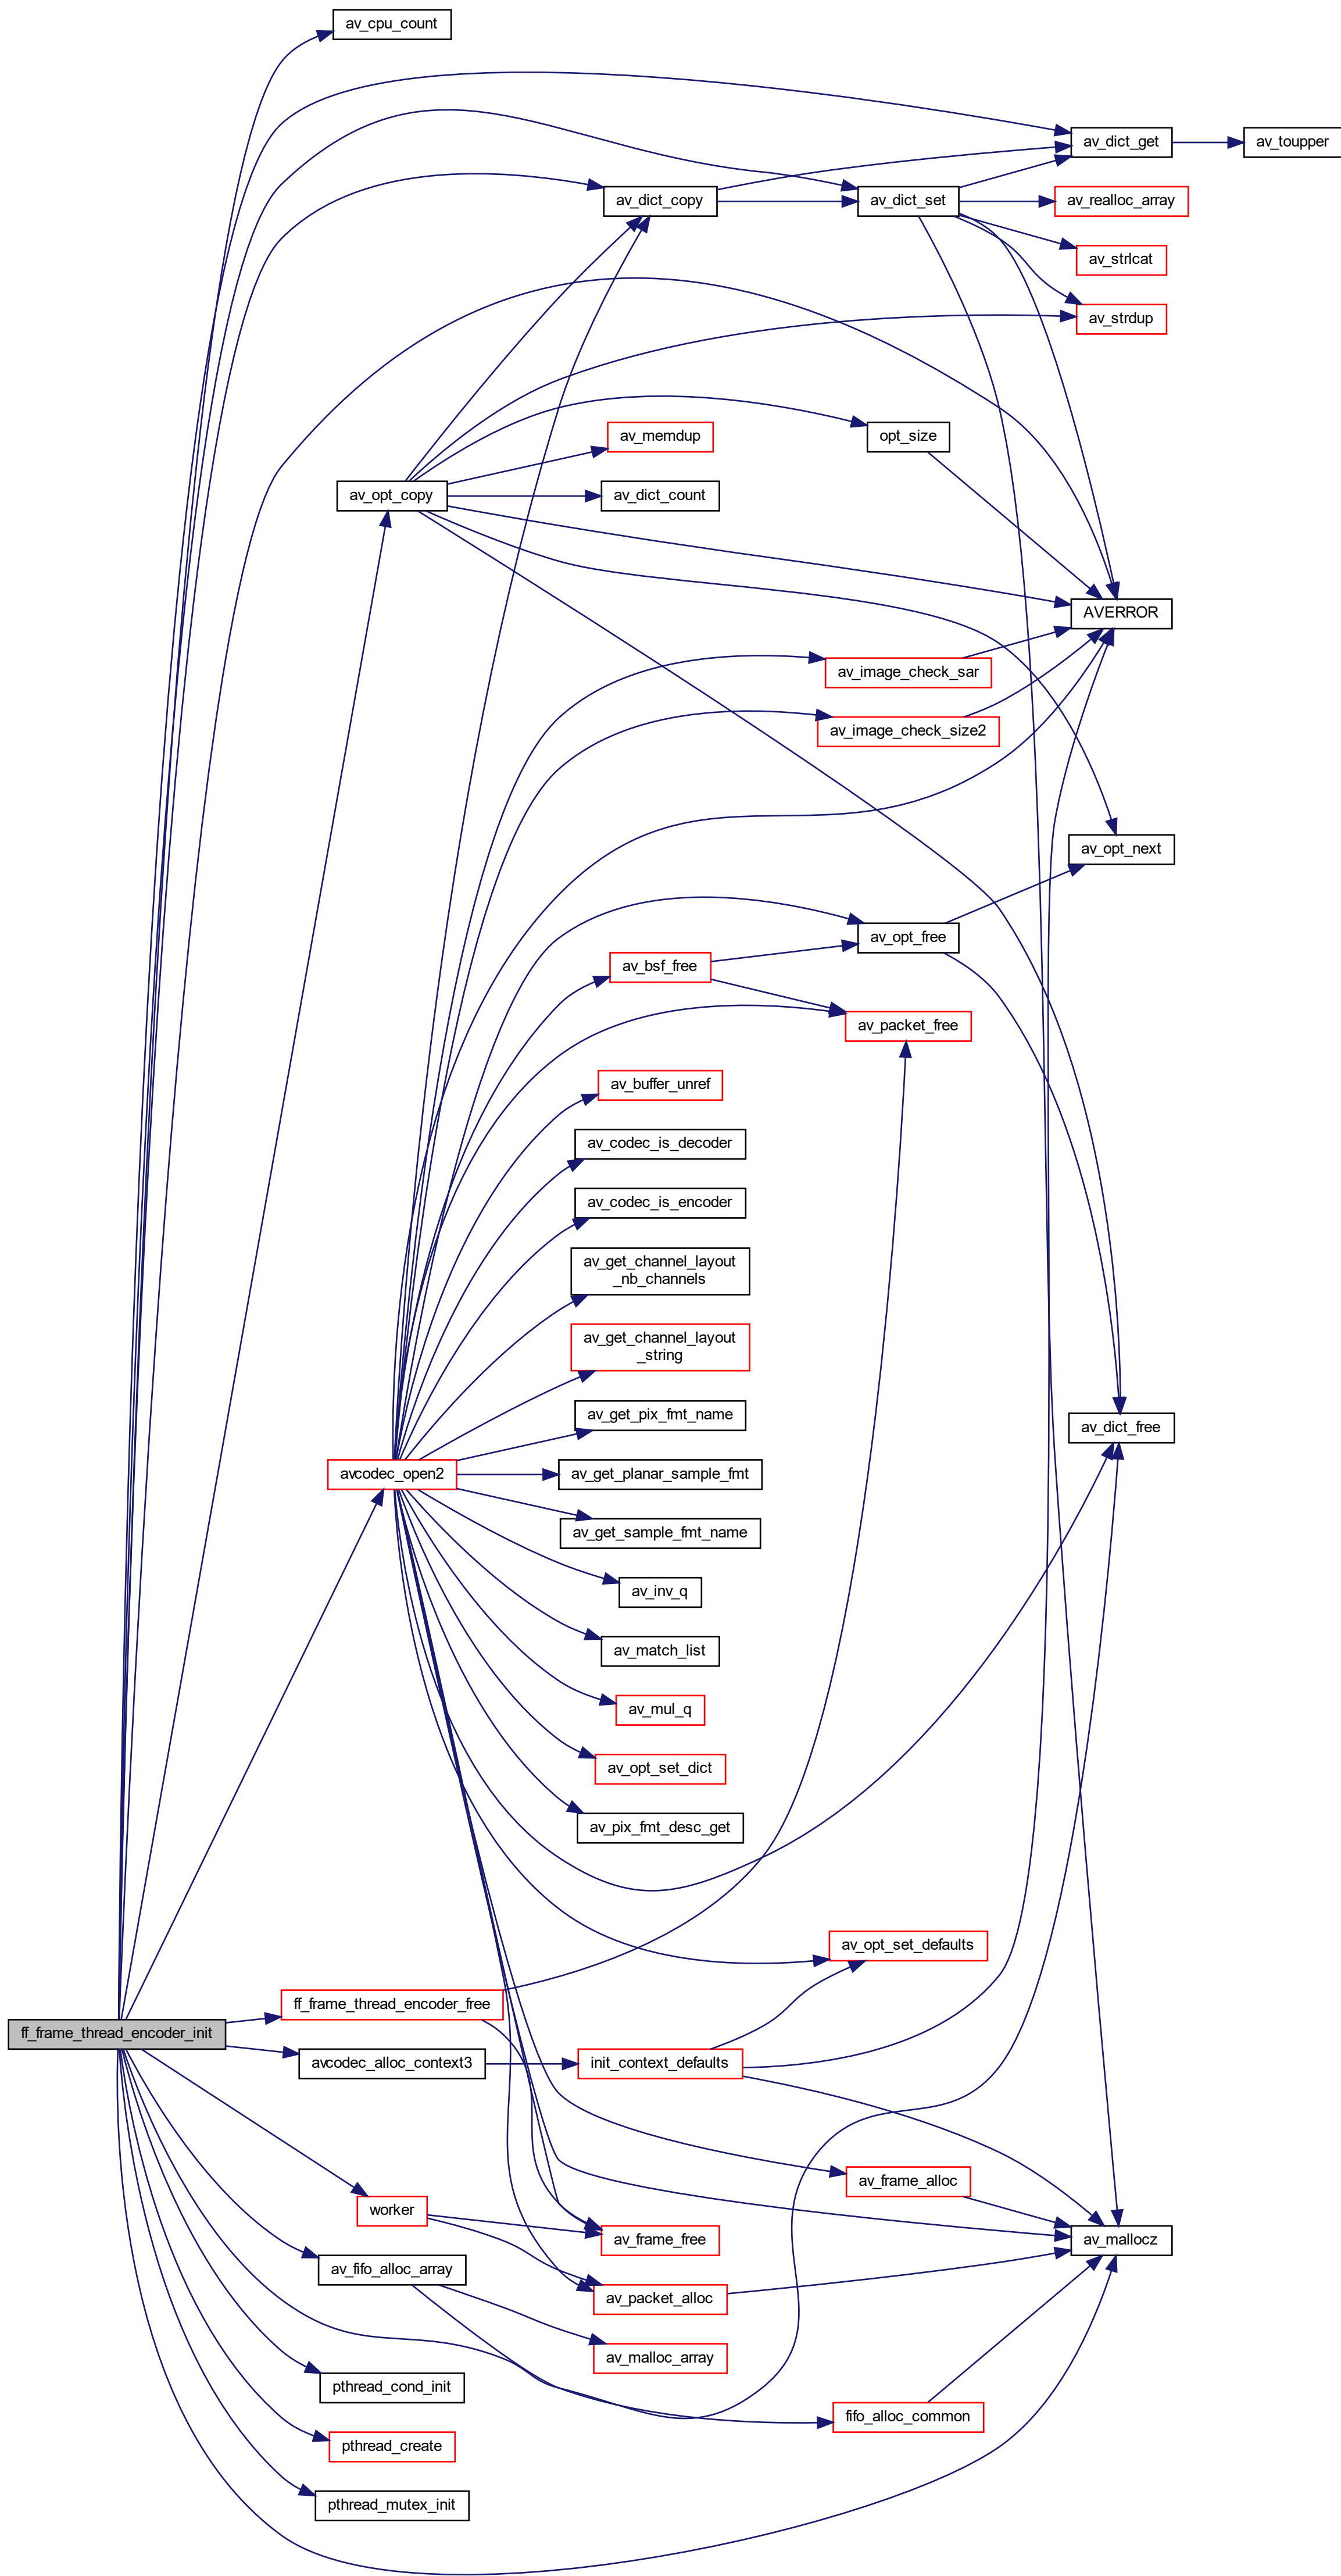 av_cpu_count
av_dict_get
av_toupper
av_dict_copy
av_dict_set
av_realloc_array
av_strlcat
av_strdup
av_memdup
opt_size
av_opt_copy
av_dict_count
AVERROR
av_image_check_sar
av_image_check_size2
av_opt_next
av_opt_free
av_bsf_free
av_packet_free
av_buffer_unref
av_codec_is_decoder
av_codec_is_encoder
av_get_channel_layout
_nb_channels
av_get_channel_layout
_string
av_get_pix_fmt_name
av_dict_free
avcodec_open2
av_get_planar_sample_fmt
av_get_sample_fmt_name
av_inv_q
av_match_list
av_mul_q
av_opt_set_dict
av_pix_fmt_desc_get
av_opt_set_defaults
ff_frame_thread_encoder_free
ff_frame_thread_encoder_init
avcodec_alloc_context3
init_context_defaults
av_frame_alloc
worker
av_frame_free
av_mallocz
av_fifo_alloc_array
av_packet_alloc
av_malloc_array
pthread_cond_init
fifo_alloc_common
pthread_create
pthread_mutex_init